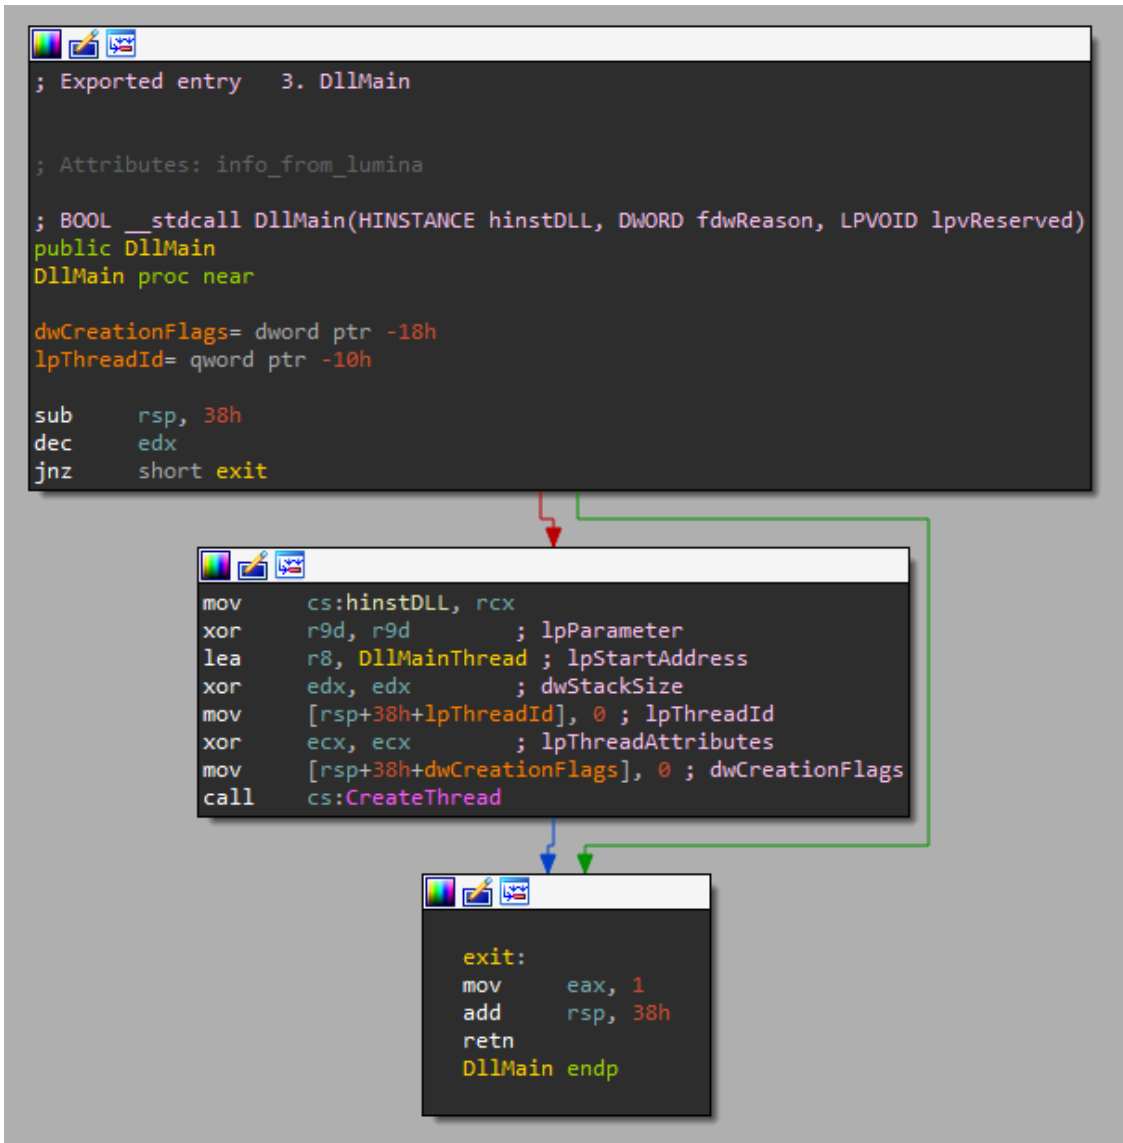 ; Exported entry   3. DllMain
; Attributes: info_from_lumina
; BOOL __stdcall DllMain(HINSTANCE hinstDLL, DWORD fdwReason, LPVOID lpvReserved)
public DllMain
DllMain proc near
dwCreationFlags= dword ptr -18h
lpThreadId= qword ptr -10h
sub     rsp, 38h
dec     edx
jnz     short exit
mov     cs:hinstDLL, rcx
xor     r9d, r9d        ; lpParameter
lea     r8, DllMainThread ; lpStartAddress
xor     edx, edx        ; dwStackSize
mov     [rsp+38h+lpThreadId], 0 ; lpThreadId
xor     ecx, ecx        ; lpThreadAttributes
mov     [rsp+38h+dwCreationFlags], 0 ; dwCreationFlags
call    cs:CreateThread
exit:
mov     eax, 1
add     rsp, 38h
retn
DllMain endp